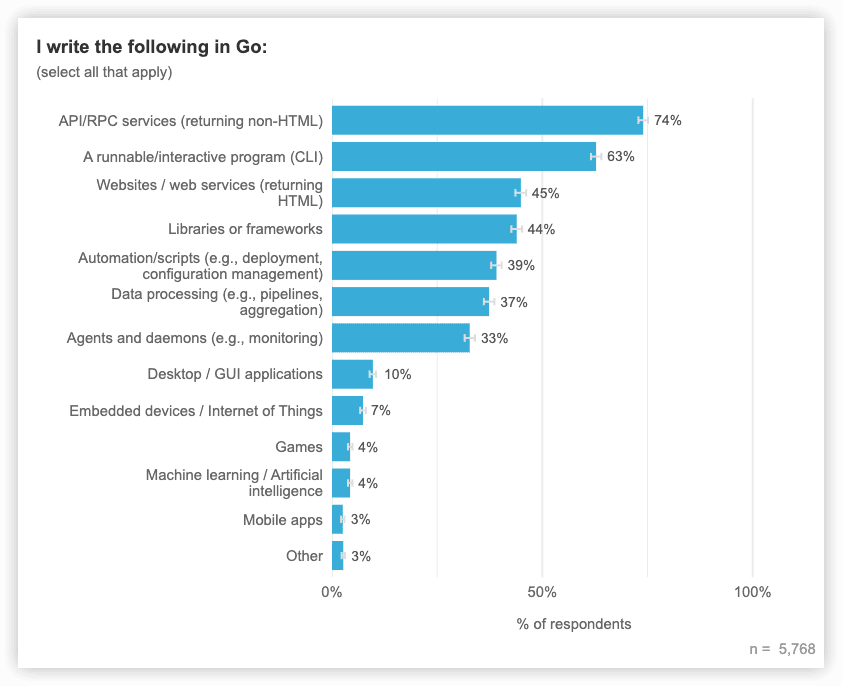 I write the following in Go:
(select all that apply)
API/RPC services (returning non-HTML)
74%
A runnable/interactive program (CLI)
63%
Websites / web services (returning
HTML)
45%
Libraries or frameworks
44%
Automation/scripts (e.g., deployment,
configuration management)
39%
Data processing (e.g., pipelines,
aggregation)
37%
Agents and daemons (e.g., monitoring)
33%
Desktop / GUI applications
10%
Embedded devices / Internet of Things
7%
Games
4%
Machine learning / Artificial
intelligence
4%
Mobile apps
3%
Other
3%
0%
50%
100%
% of respondents
n = 5,768